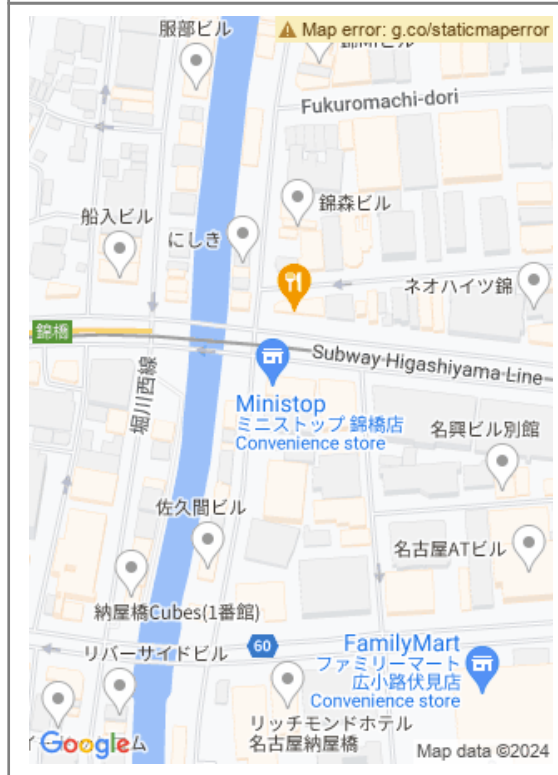 服部ビル
Map error: g.co/staticmaperror
Fukuromachi-dori
錦森ビル
船入ビル
にしき
ネオハイツ錦
錦橋
Subway Higashiyama Line
堀川西線
Ministop
ミニストップ 錦橋店
Convenience store
名興ビル別館
佐久間ビル
名古屋ATビル
納屋橋Cubes(1番館)
60
リバーサイドビル
FamilyMart
ファミリーマート
広小路伏見店
Convenience store
リッチモンドホテル
名古屋納屋橋
Google
Map data ©2024